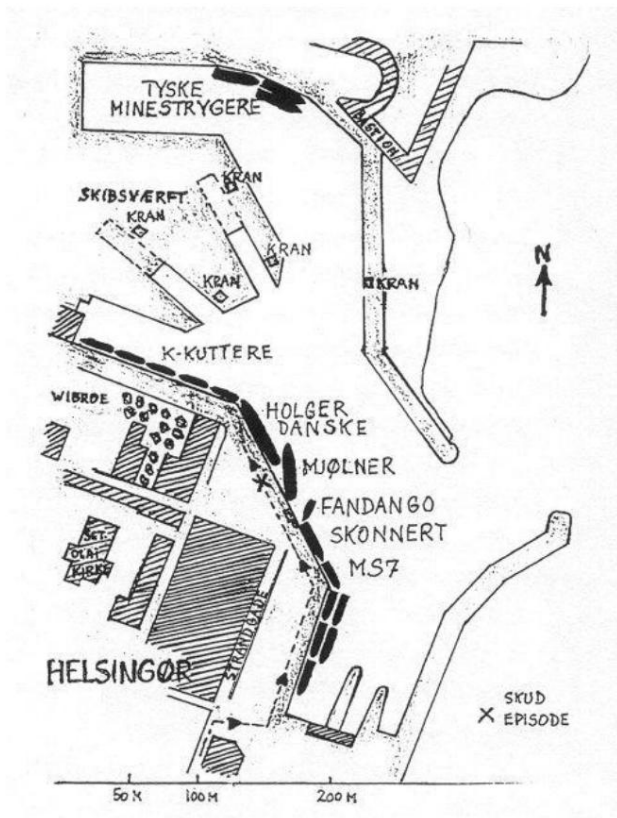 TYSKE
MINESTRYGERE
BASTION
KRAN
SKIBSVÆRFT.
KRAN
KRAN
KRAN
KRAN
N
K-KUTTERE
WIBROE
HOLGER
DANSKE
MJØLNER
FANDANGO
SKONNERT
MS7
SCT.
OLAI
KIRKE
STRANDGADE
HELSINGØR
SKUD
EPISODE
50 M
100 M
200 M